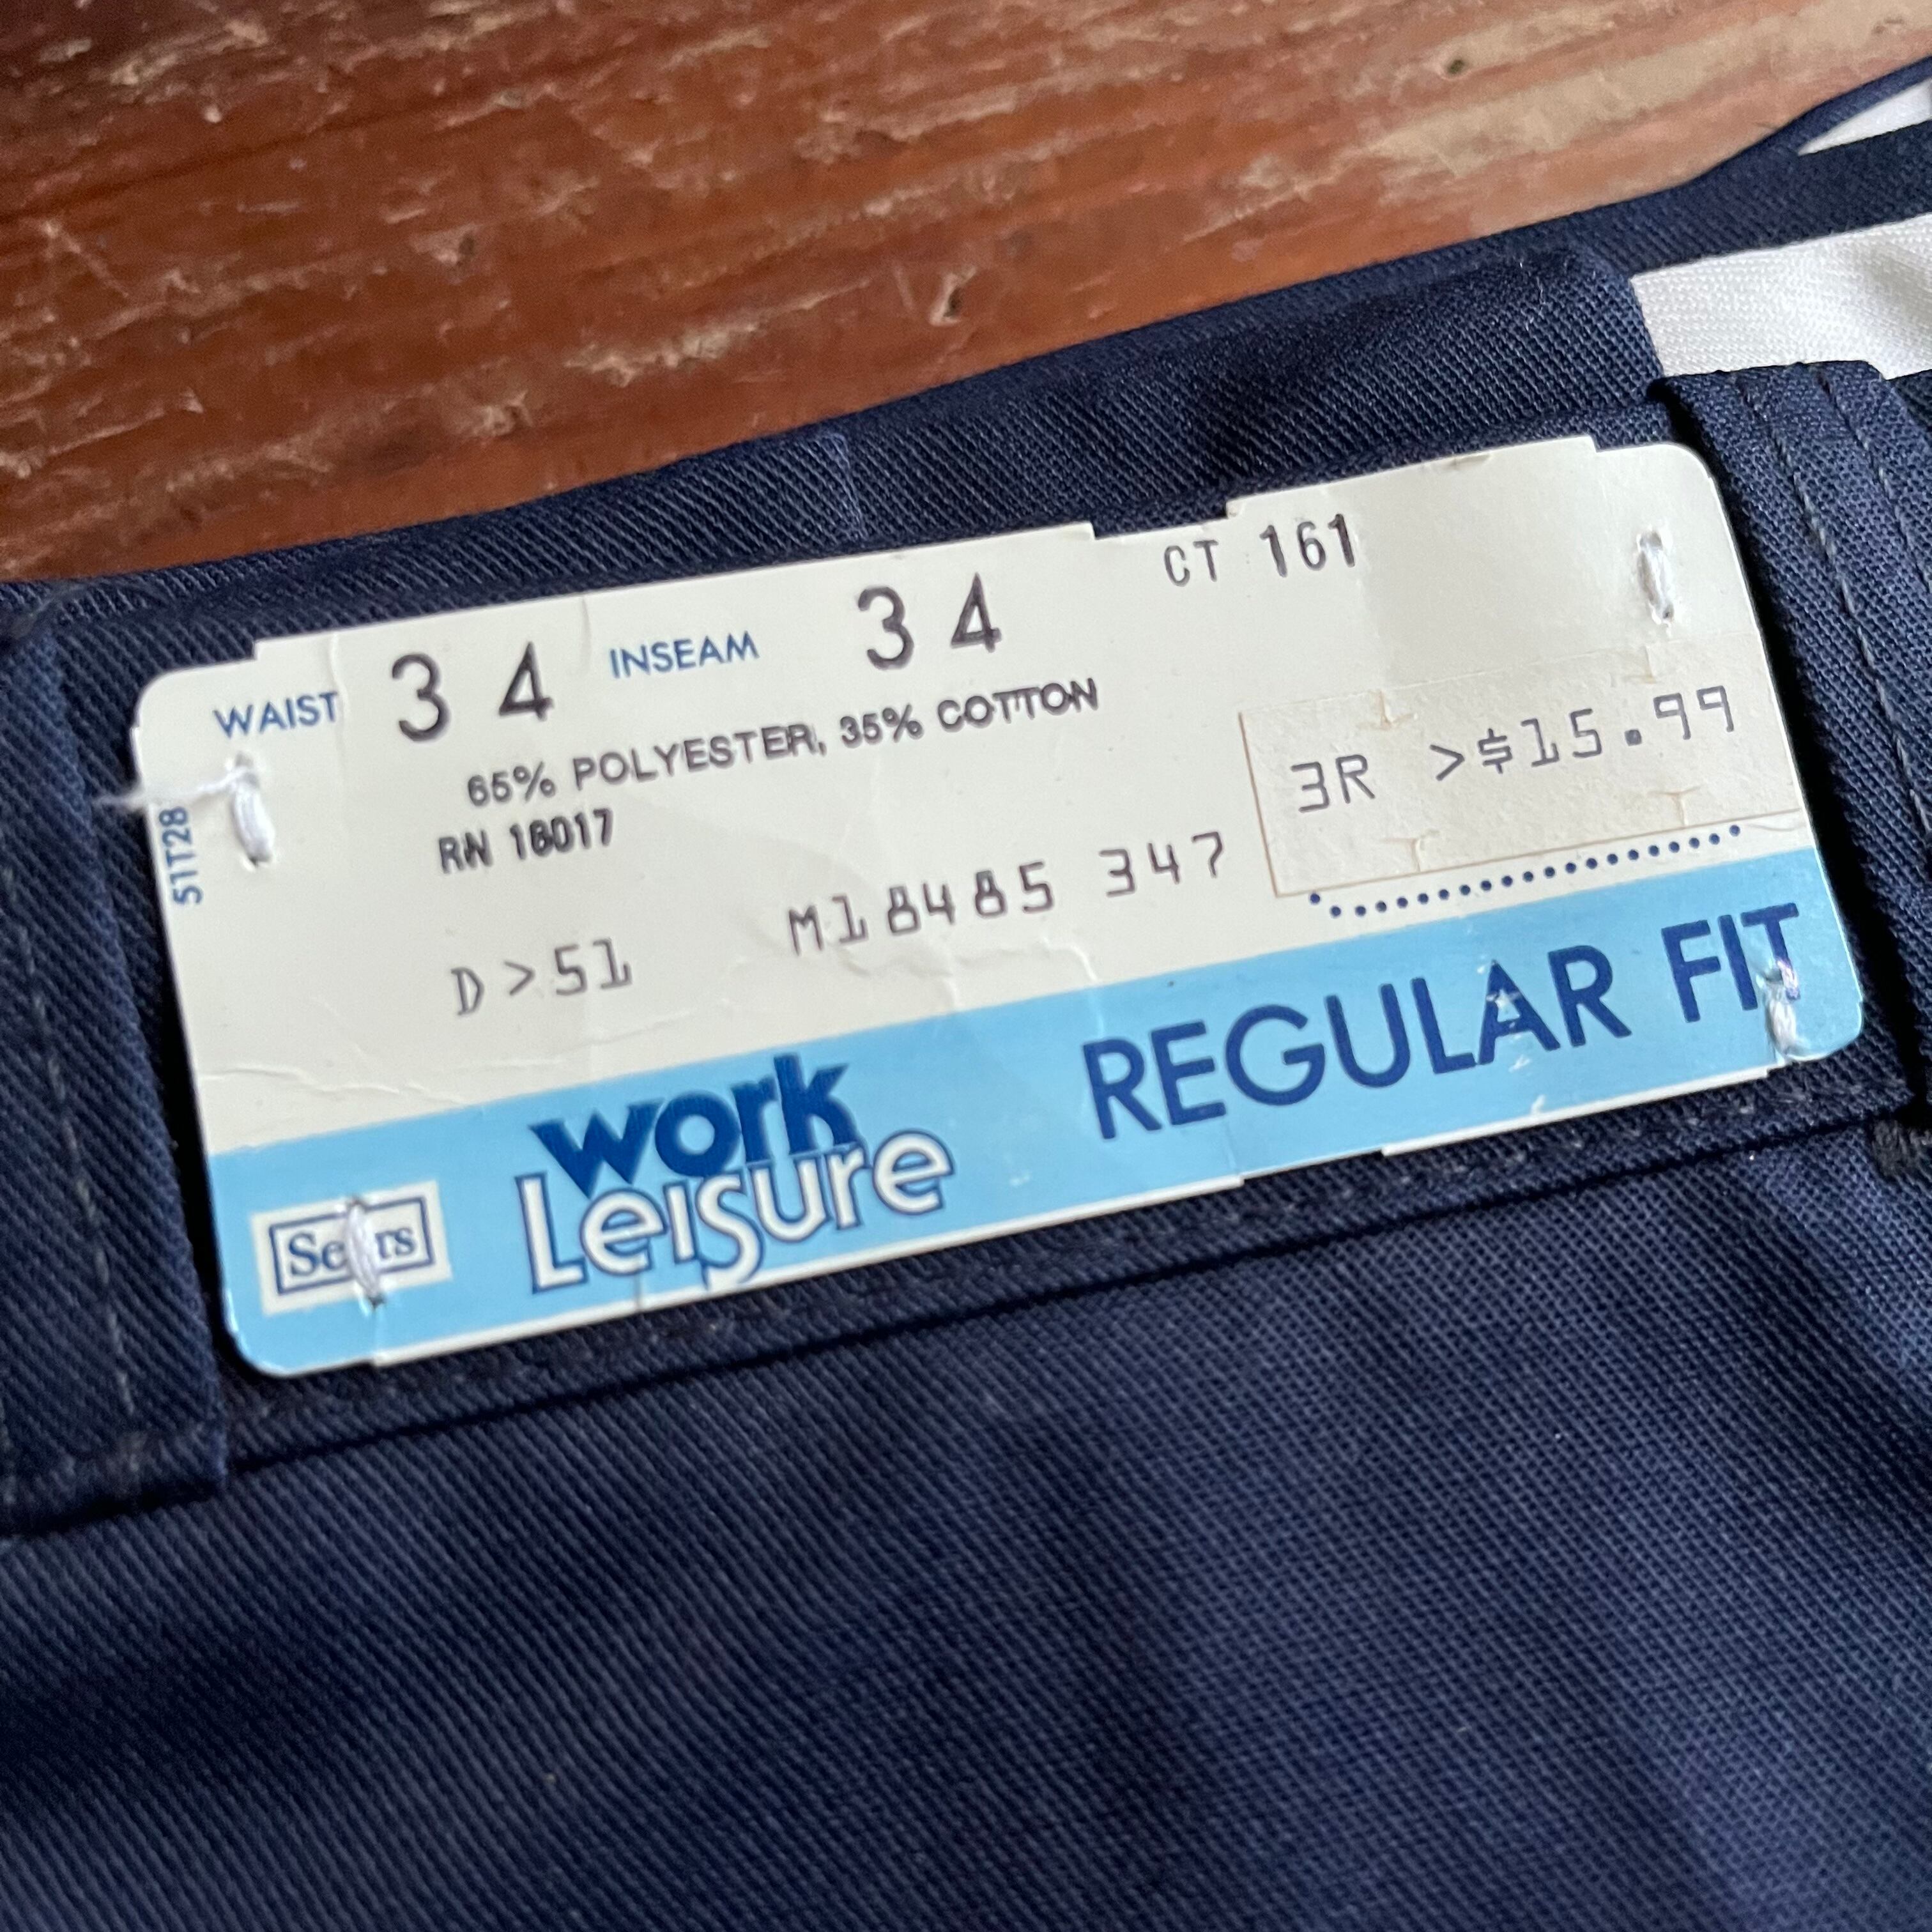 WAIST 34 INSEAM 34 CT 161
65% POLYESTER, 35% COTTON
RN 16017
3R >$15.99
D>51 M18485 347
51T28
Sears
work
Leisure
REGULAR FIT